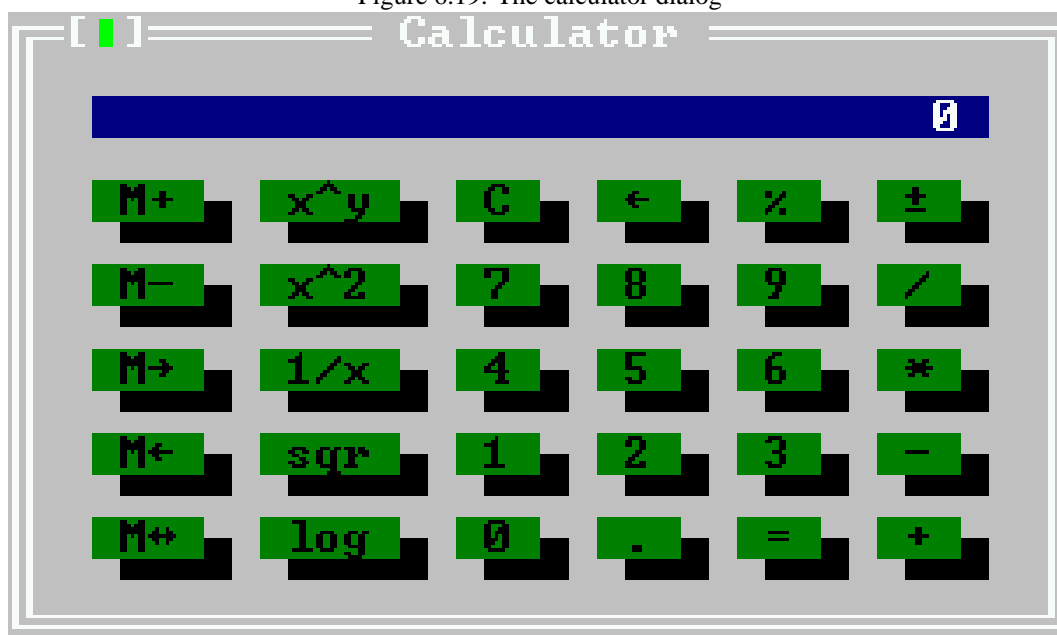 Figure 6.19: The calculator dialog
[▮] Calculator
0
M+ x^y C ← % ±
M− x^2 7 8 9 /
M→ 1/x 4 5 6 *
M← sqr 1 2 3 −
M↔ log 0 . = +